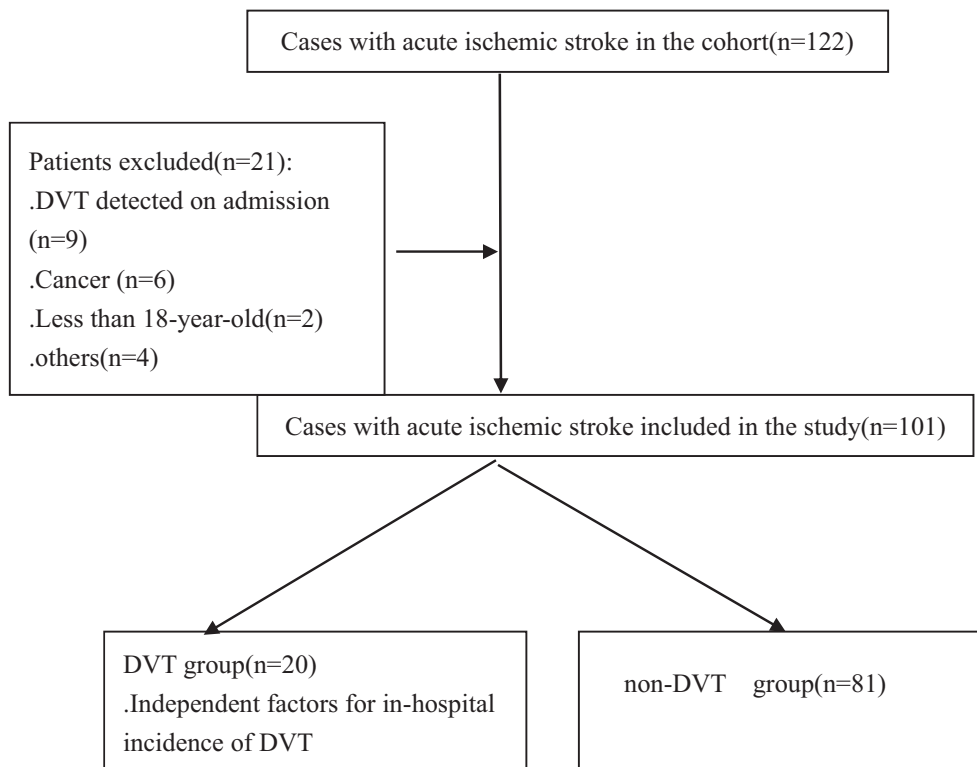 Cases with acute ischemic stroke in the cohort(n=122)
Patients excluded(n=21):
.DVT detected on admission
(n=9)
.Cancer (n=6)
.Less than 18-year-old(n=2)
.others(n=4)
Cases with acute ischemic stroke included in the study(n=101)
DVT group(n=20)
.Independent factors for in-hospital
incidence of DVT
non-DVT group(n=81)